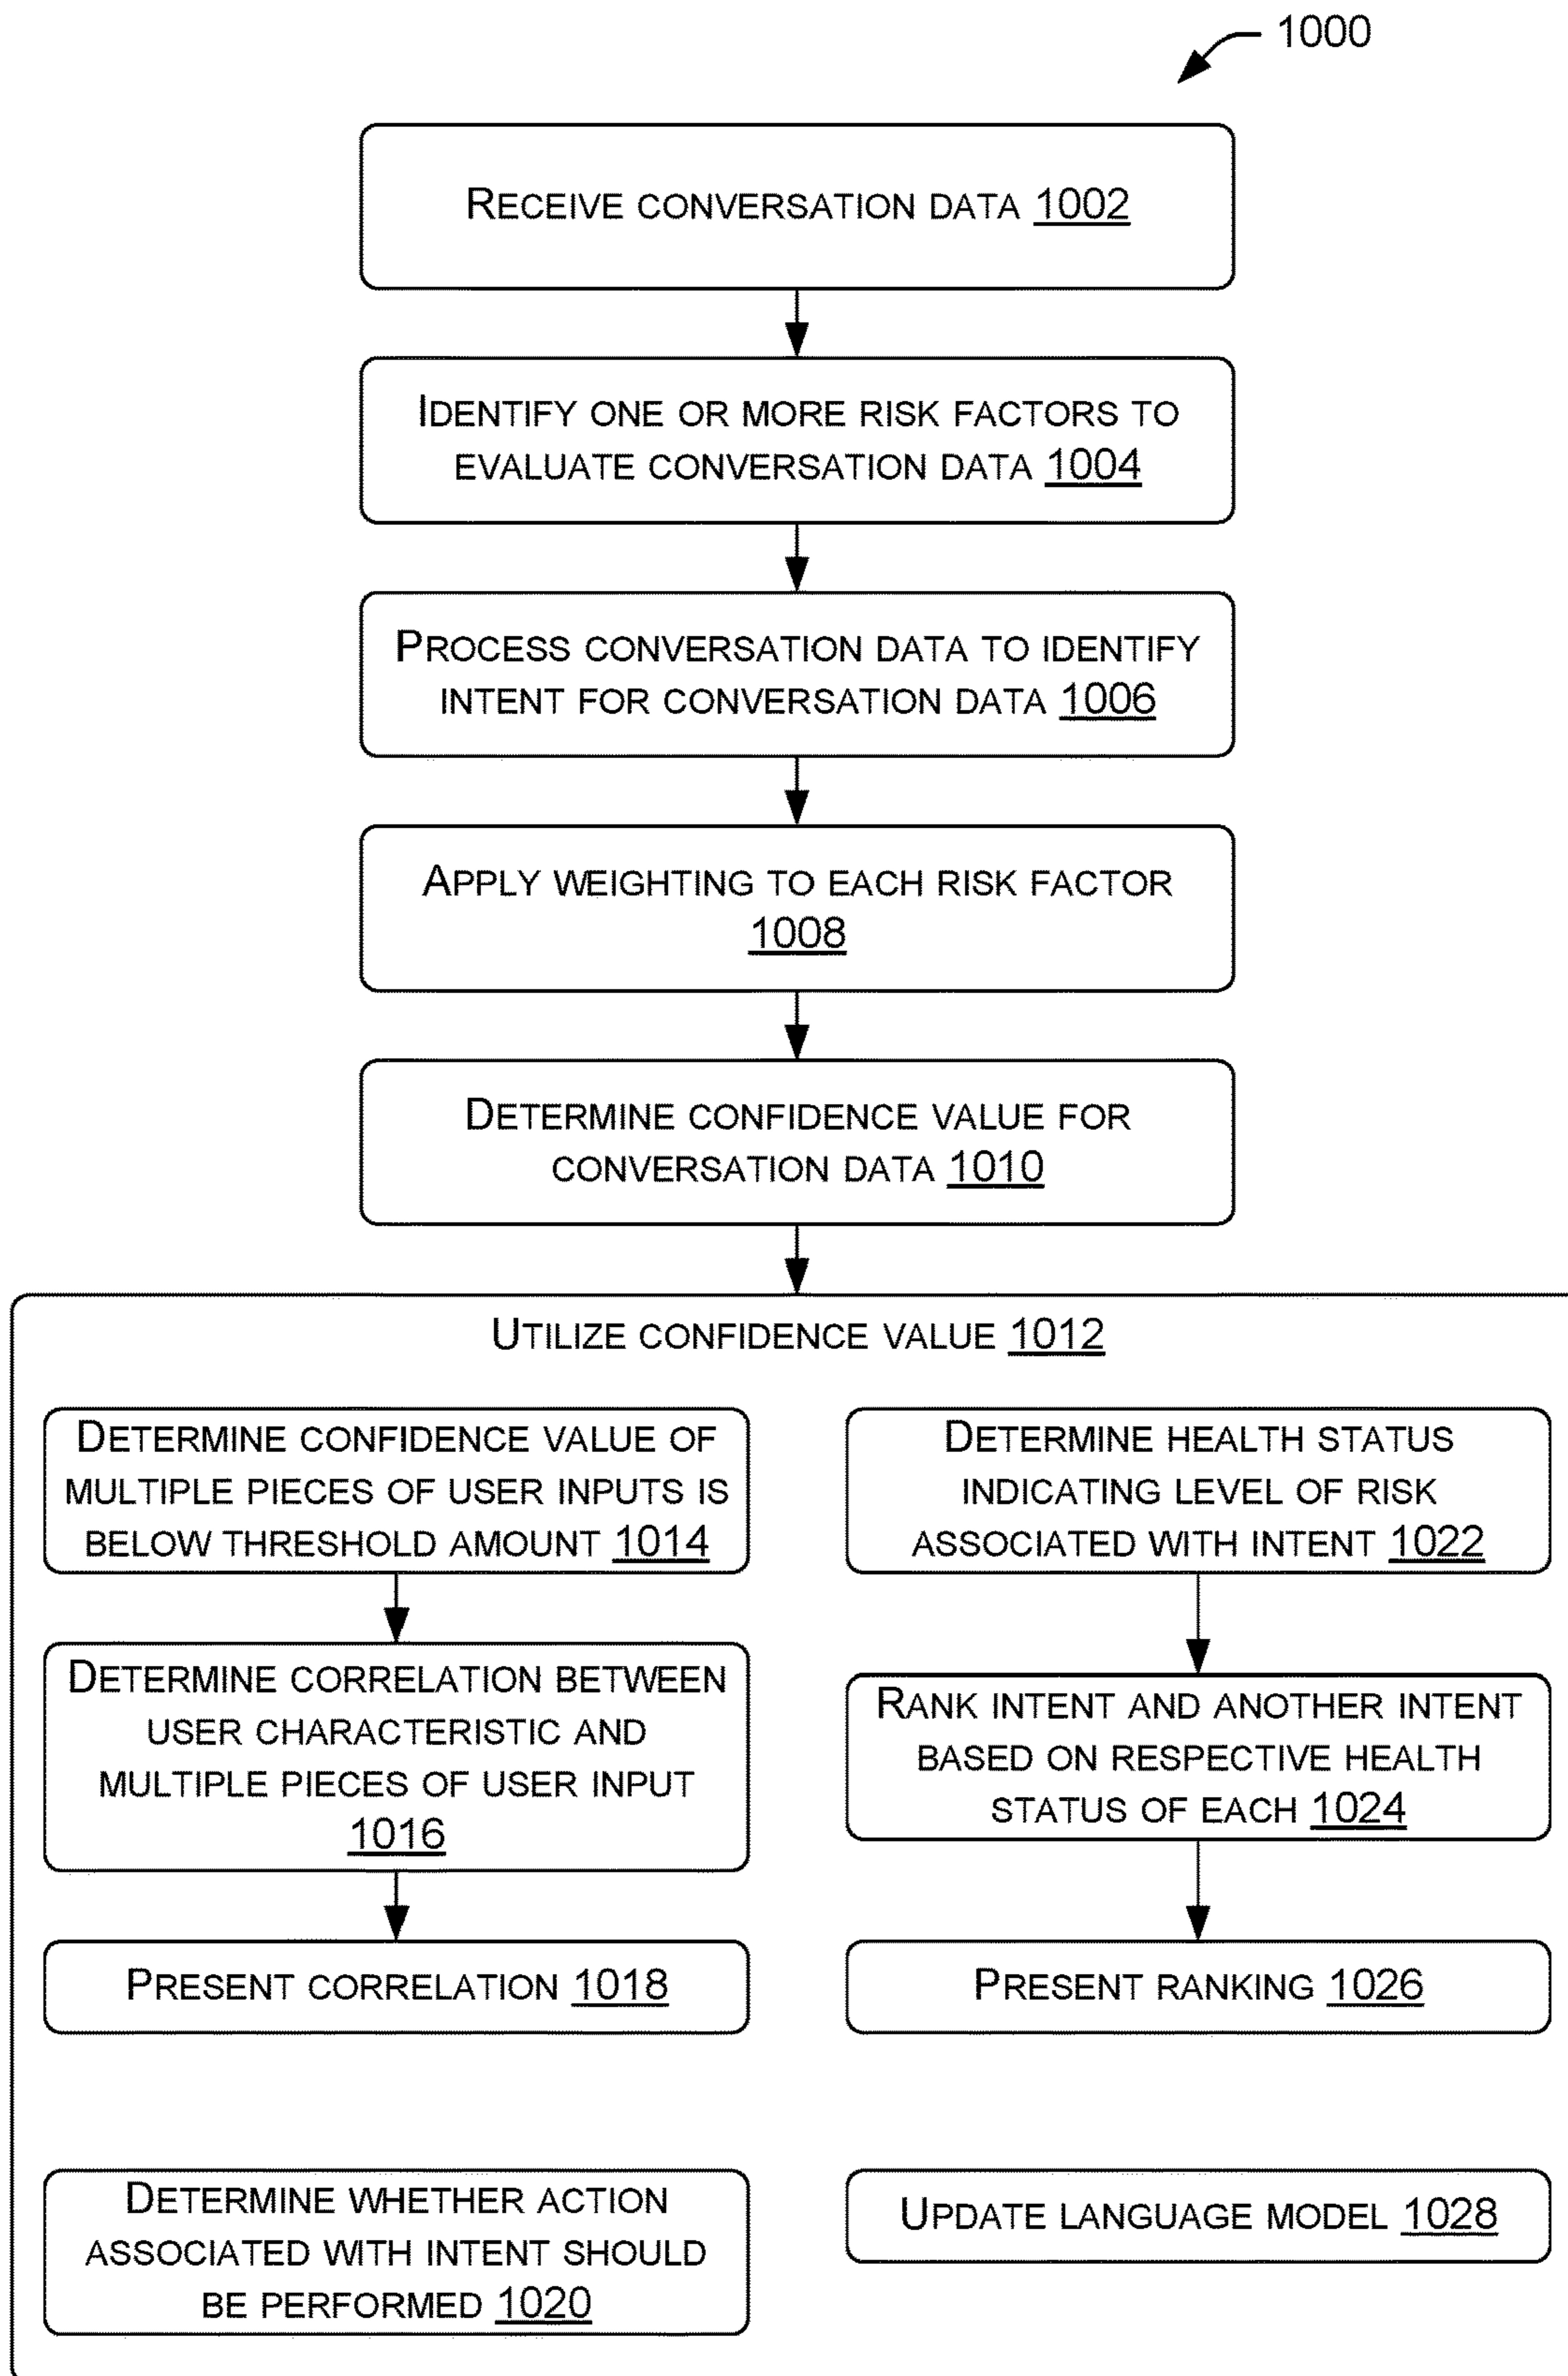 1000
RECEIVE CONVERSATION DATA 1002
IDENTIFY ONE OR MORE RISK FACTORS TO
EVALUATE CONVERSATION DATA 1004
PROCESS CONVERSATION DATA TO IDENTIFY
INTENT FOR CONVERSATION DATA 1006
APPLY WEIGHTING TO EACH RISK FACTOR
1008
DETERMINE CONFIDENCE VALUE FOR
CONVERSATION DATA 1010
UTILIZE CONFIDENCE VALUE 1012
DETERMINE CONFIDENCE VALUE OF
MULTIPLE PIECES OF USER INPUTS IS
BELOW THRESHOLD AMOUNT 1014
DETERMINE CORRELATION BETWEEN
USER CHARACTERISTIC AND
MULTIPLE PIECES OF USER INPUT
1016
PRESENT CORRELATION 1018
DETERMINE WHETHER ACTION
ASSOCIATED WITH INTENT SHOULD
BE PERFORMED 1020
DETERMINE HEALTH STATUS
INDICATING LEVEL OF RISK
ASSOCIATED WITH INTENT 1022
RANK INTENT AND ANOTHER INTENT
BASED ON RESPECTIVE HEALTH
STATUS OF EACH 1024
PRESENT RANKING 1026
UPDATE LANGUAGE MODEL 1028